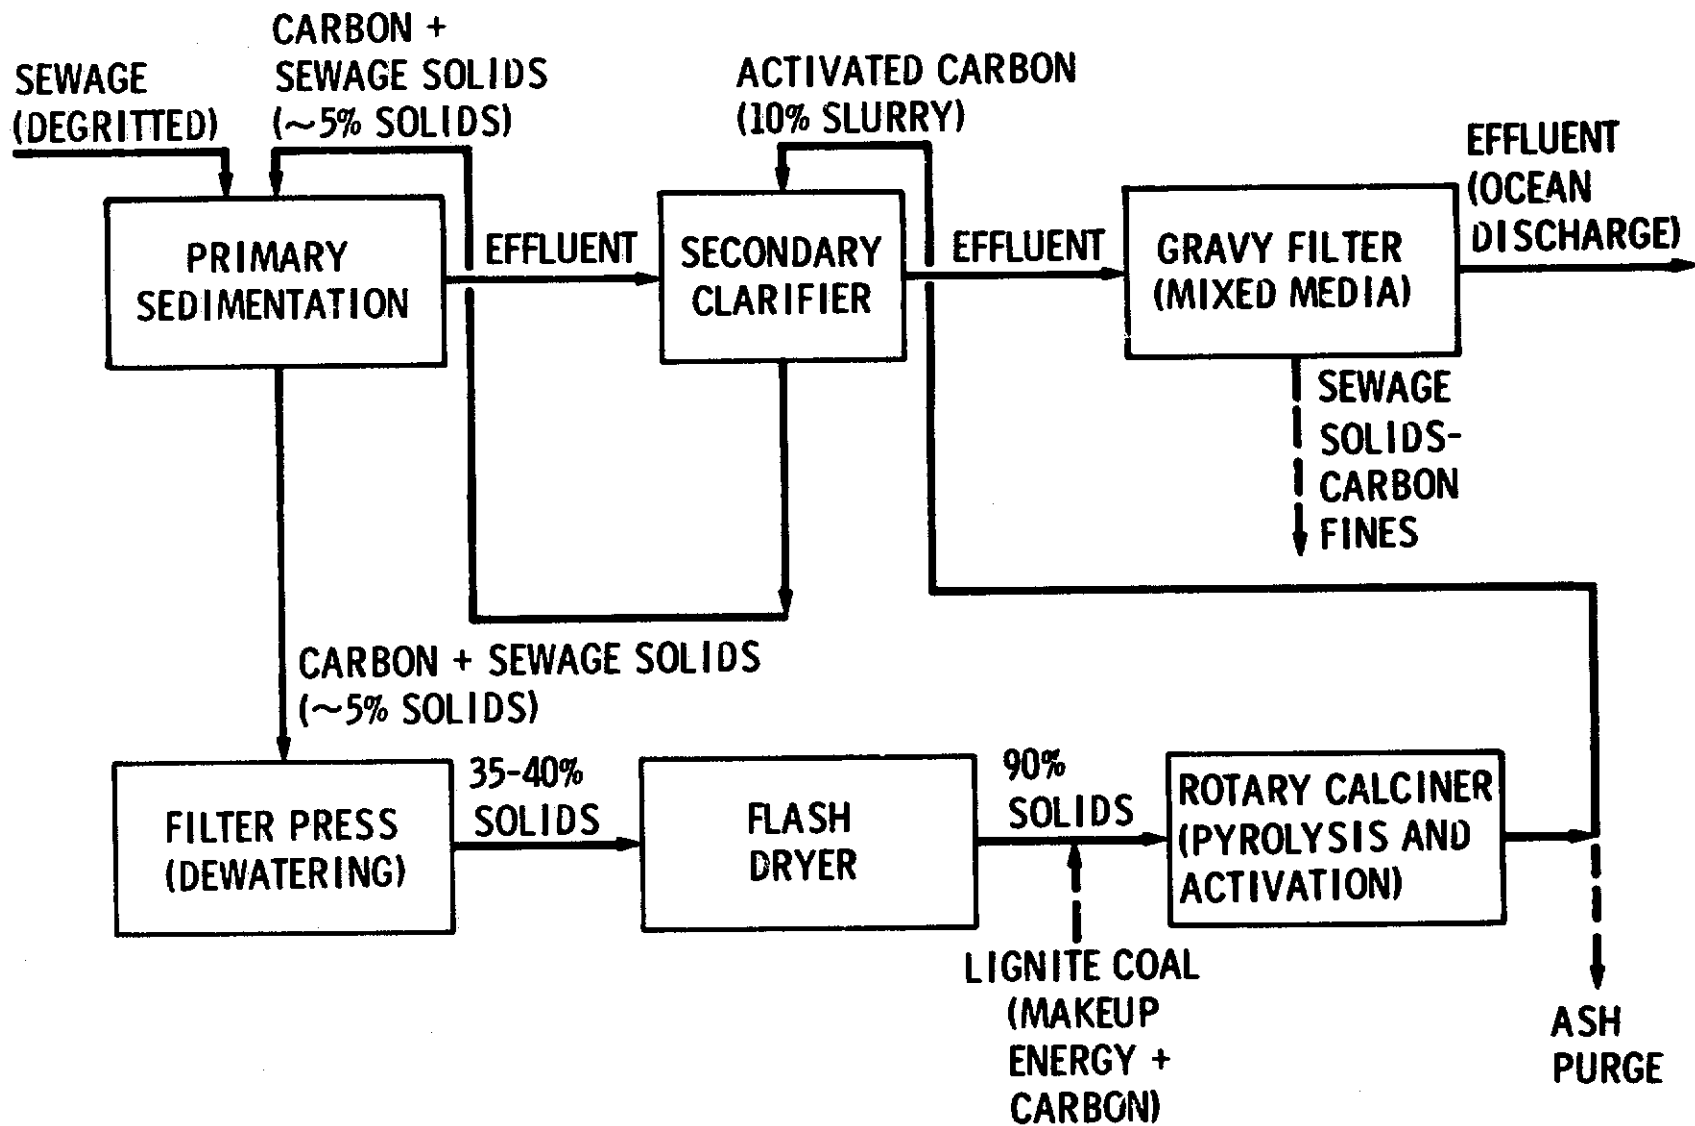 SEWAGE
(DEGRITTED)
CARBON +
SEWAGE SOLIDS
(~5% SOLIDS)
ACTIVATED CARBON
(10% SLURRY)
EFFLUENT
(OCEAN
DISCHARGE)
PRIMARY
SEDIMENTATION
EFFLUENT
SECONDARY
CLARIFIER
EFFLUENT
GRAVY FILTER
(MIXED MEDIA)
SEWAGE
SOLIDS-
CARBON
FINES
CARBON + SEWAGE SOLIDS
(~5% SOLIDS)
FILTER PRESS
(DEWATERING)
35-40%
SOLIDS
FLASH
DRYER
90%
SOLIDS
ROTARY CALCINER
(PYROLYSIS AND
ACTIVATION)
LIGNITE COAL
(MAKEUP
ENERGY +
CARBON)
ASH
PURGE